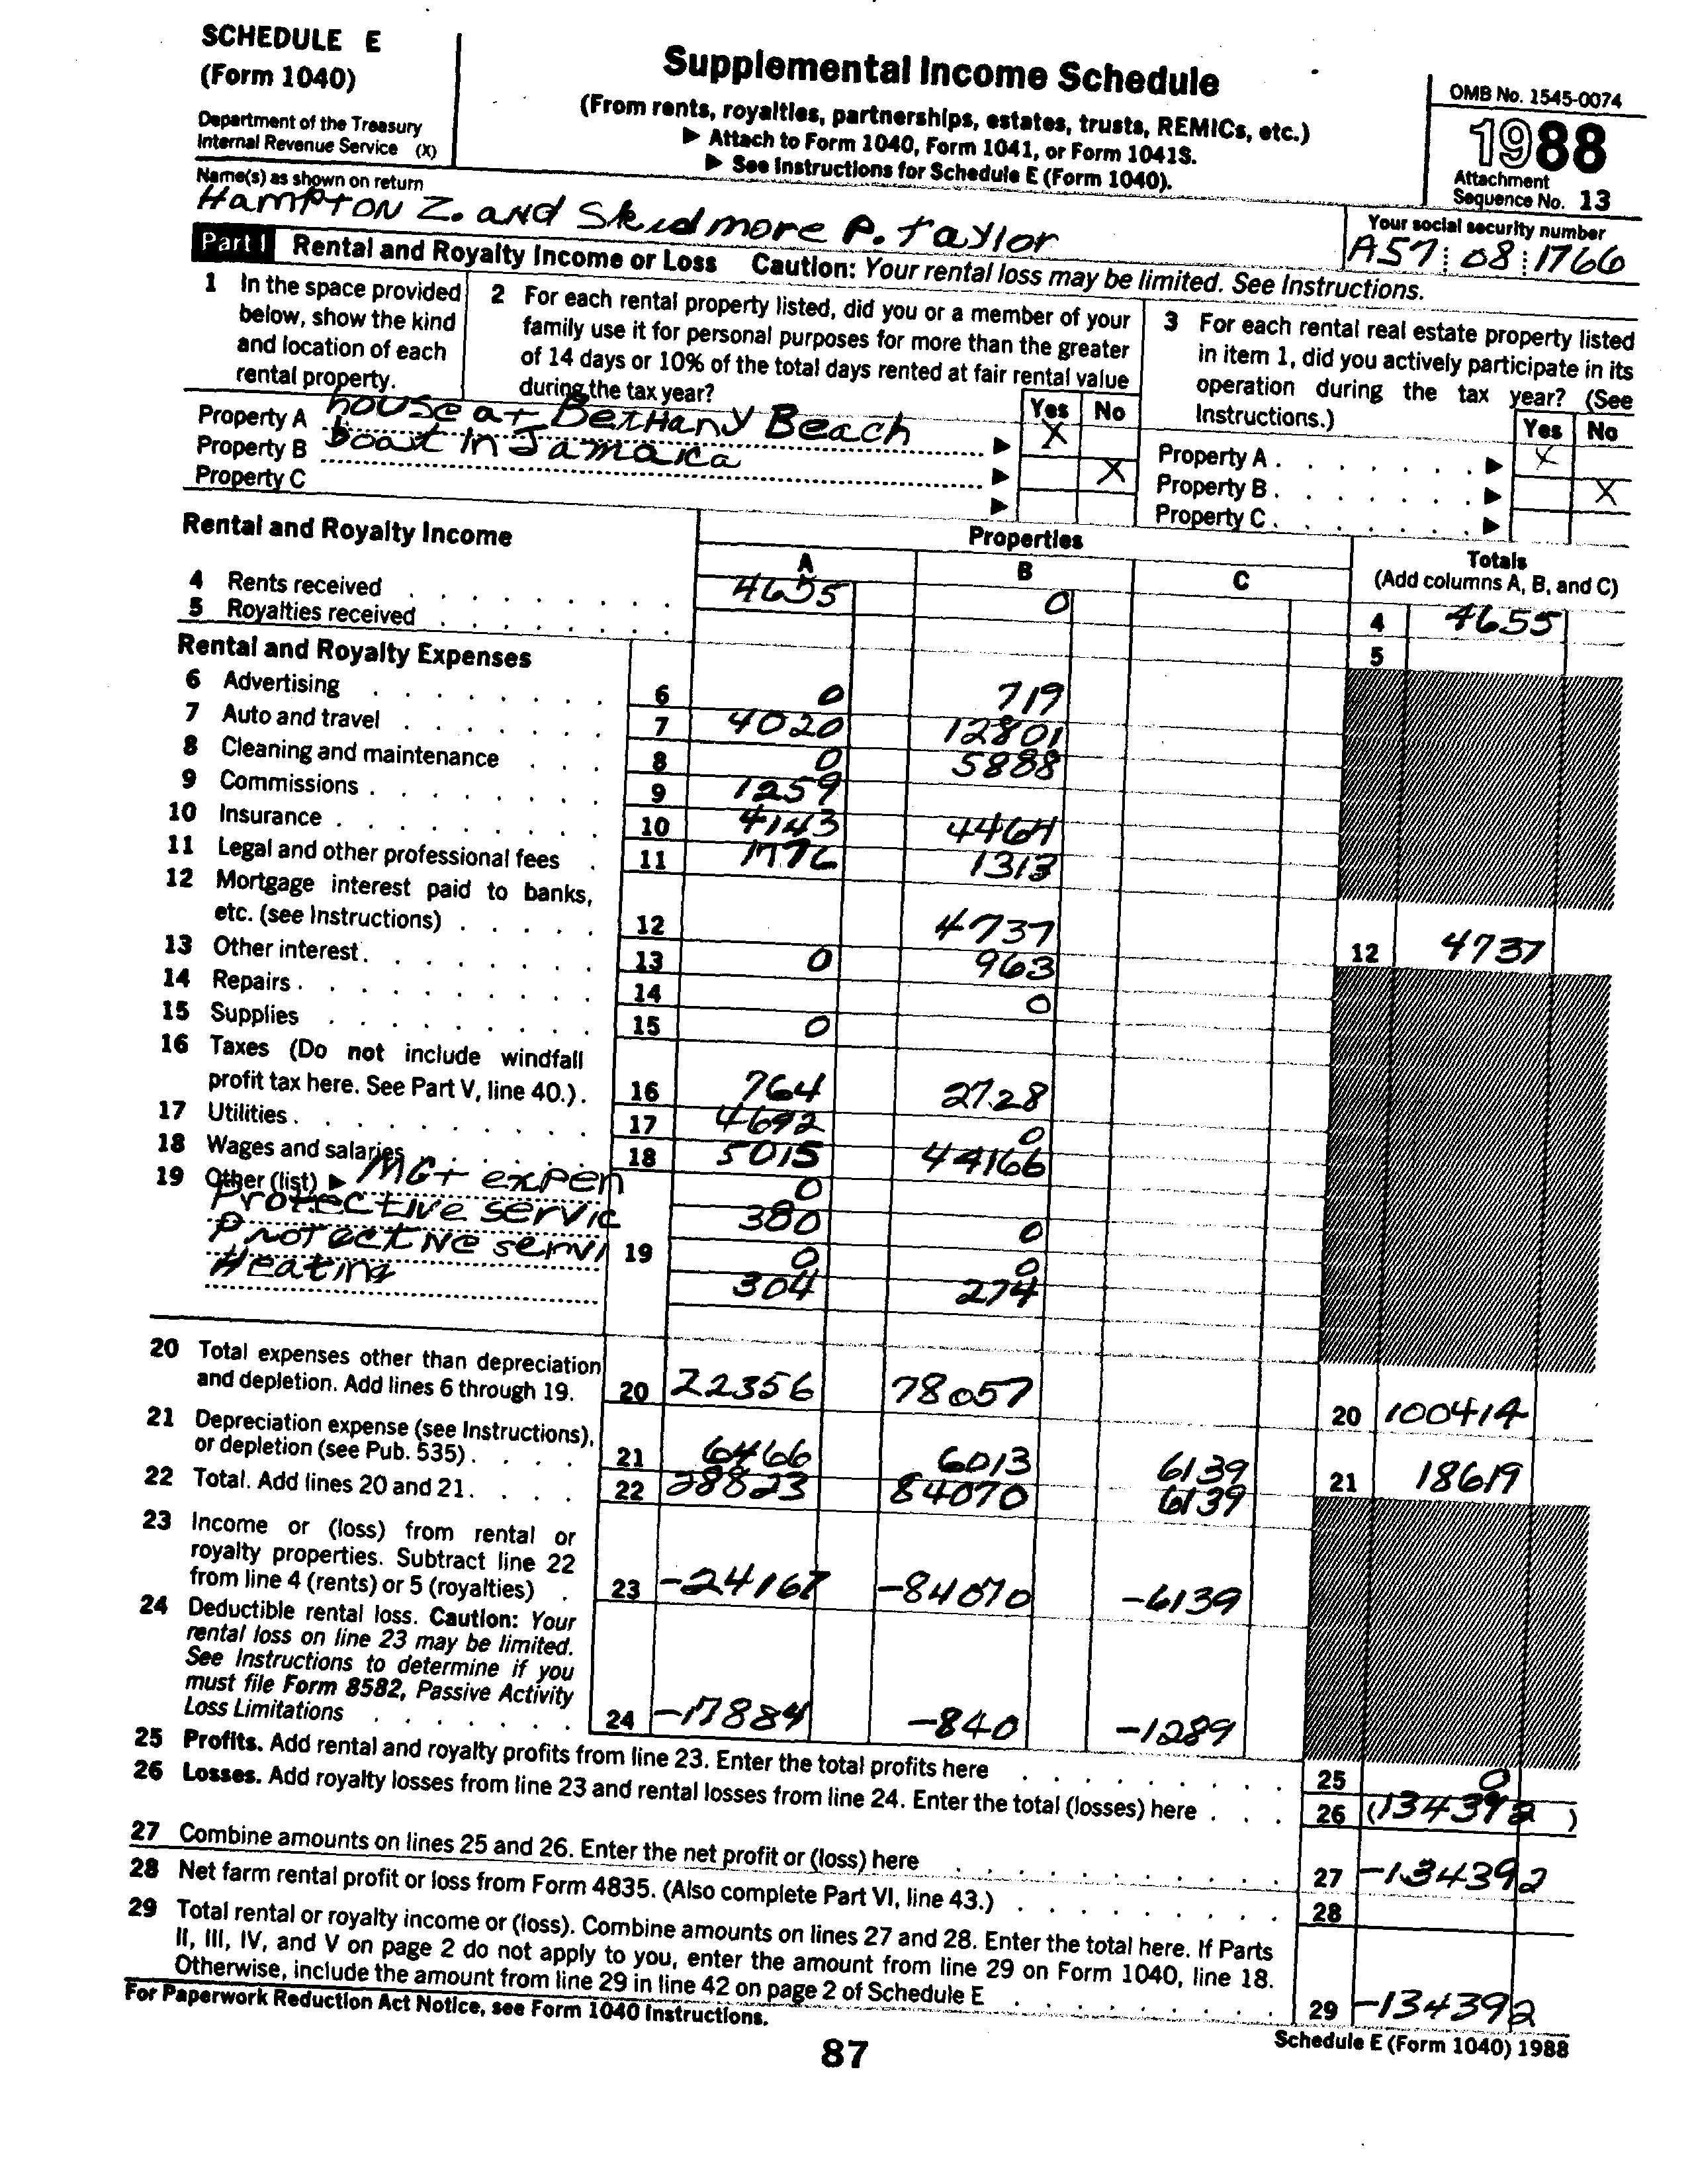 SCHEDULE E
(Form 1040)
Department of the Treasury
Internal Revenue Service (X)
Supplemental Income Schedule
(From rents, royalties, partnerships, estates, trusts, REMICs, etc.)
▶ Attach to Form 1040, Form 1041, or Form 1041S.
▶ See Instructions for Schedule E (Form 1040).
OMB No. 1545-0074
1988
Attachment
Sequence No. 13
Name(s) as shown on return
Hampton Z. and Skidmore P. Taylor
Your social security number
A57 08 1766
Part I Rental and Royalty Income or Loss Caution: Your rental loss may be limited. See Instructions.
1 In the space provided
below, show the kind
and location of each
rental property.
2 For each rental property listed, did you or a member of your
family use it for personal purposes for more than the greater
of 14 days or 10% of the total days rented at fair rental value
during the tax year?
3 For each rental real estate property listed
in item 1, did you actively participate in its
operation during the tax year? (See
Instructions.)
Yes No
Yes No
Property A house at Bethany Beach ▶ X
Property B boat in Jamaica ▶ X
Property C ▶
Property A . . . . . . . ▶ X
Property B . . . . . . . ▶ X
Property C . . . . . . . ▶
Rental and Royalty Income
Properties
A B C
Totals
(Add columns A, B, and C)
4 Rents received . . . . . . . . . 4655 0 4 4655
5 Royalties received . . . . . . . . 5
Rental and Royalty Expenses
6 Advertising . . . . . . . . 6 0 719
7 Auto and travel . . . . . . . 7 4020 12801
8 Cleaning and maintenance . . . 8 0 5888
9 Commissions . . . . . . . . 9 1259
10 Insurance . . . . . . . . . 10 4143 4464
11 Legal and other professional fees . 11 1776 1313
12 Mortgage interest paid to banks,
etc. (see Instructions) . . . . . 12 4737 12 4737
13 Other interest . . . . . . . . 13 0 963
14 Repairs . . . . . . . . . . 14 0
15 Supplies . . . . . . . . . 15 0
16 Taxes (Do not include windfall
profit tax here. See Part V, line 40.) . 16 764 2728
17 Utilities . . . . . . . . . . 17 4692 0
18 Wages and salaries . . . . . . 18 5015 44166
19 Other (list) ▶ MGt expen 0
Protective servic 380 0
Protective servi 19 0 0
Heating 304 274
20 Total expenses other than depreciation
and depletion. Add lines 6 through 19. 20 22356 78057 20 100414
21 Depreciation expense (see Instructions),
or depletion (see Pub. 535) . . . . 21 6466 6013 6139 21 18619
22 Total. Add lines 20 and 21 . . . . 22 28823 84070 6139
23 Income or (loss) from rental or
royalty properties. Subtract line 22
from line 4 (rents) or 5 (royalties) . 23 -24167 -84070 -6139
24 Deductible rental loss. Caution: Your
rental loss on line 23 may be limited.
See Instructions to determine if you
must file Form 8582, Passive Activity
Loss Limitations . . . . . . . 24 -17884 -840 -1289
25 Profits. Add rental and royalty profits from line 23. Enter the total profits here . . . . . . . . . 25 0
26 Losses. Add royalty losses from line 23 and rental losses from line 24. Enter the total (losses) here . . . 26 (134392)
27 Combine amounts on lines 25 and 26. Enter the net profit or (loss) here . . . . . . . . . . . 27 -134392
28 Net farm rental profit or loss from Form 4835. (Also complete Part VI, line 43.) . . . . . . . . . 28
29 Total rental or royalty income or (loss). Combine amounts on lines 27 and 28. Enter the total here. If Parts
II, III, IV, and V on page 2 do not apply to you, enter the amount from line 29 on Form 1040, line 18.
Otherwise, include the amount from line 29 in line 42 on page 2 of Schedule E . . . . . . . . . 29 -134392
For Paperwork Reduction Act Notice, see Form 1040 Instructions.
Schedule E (Form 1040) 1988
87